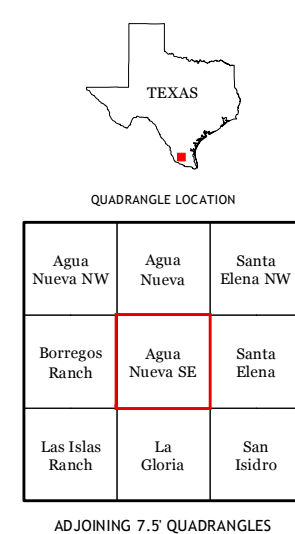 TEXAS
QUADRANGLE LOCATION
Agua
Nueva NW
Agua
Nueva
Santa
Elena NW
Borregos
Ranch
Agua
Nueva SE
Santa
Elena
Las Islas
Ranch
La
Gloria
San
Isidro
ADJOINING 7.5' QUADRANGLES